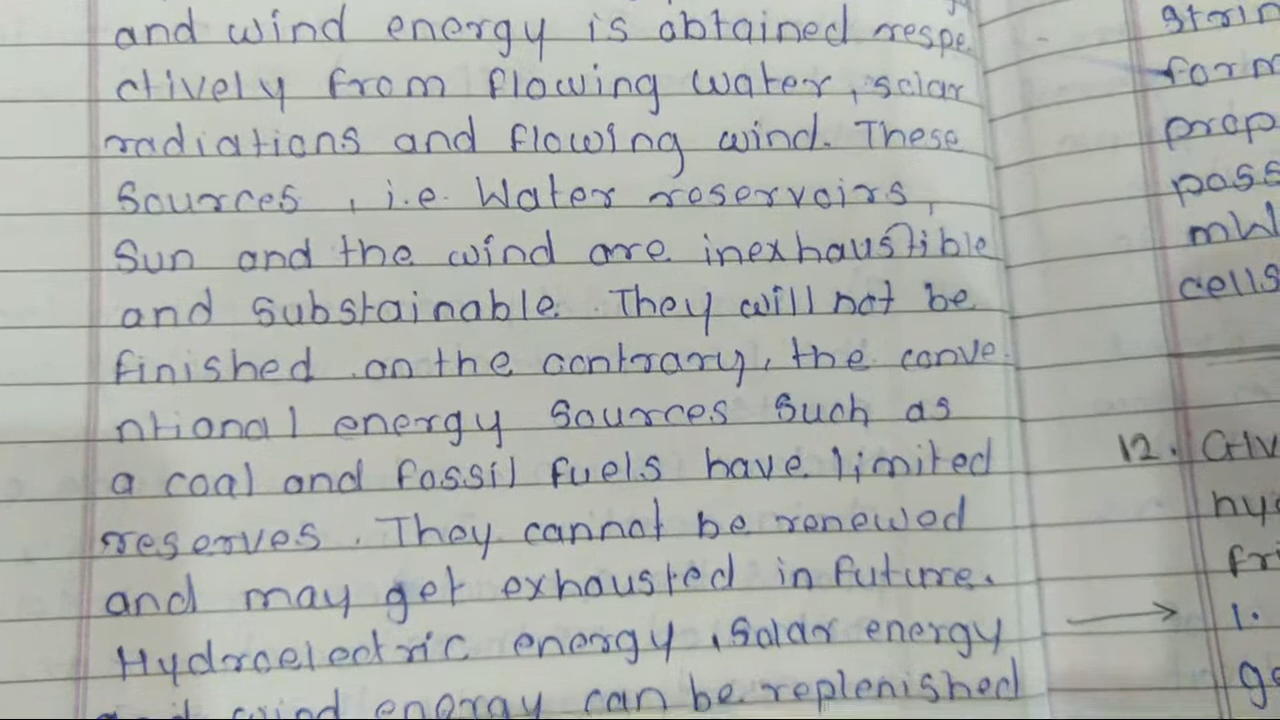 and wind energy is obtained respe
ctively from flowing water, solar
radiations and flowing wind. These
Sources, i.e. Water reservoirs,
Sun and the wind are inexhaustible
and substainable. They will not be
finished on the contrary, the conve
ntional energy sources such as
a coal and fossil fuels have limited
reserves. They cannot be renewed
and may get exhausted in future.
Hydroelectric energy, Solar energy
wind energy can be replenished
form
prop
pass
mW
cells
12. Giv
hyd
fr
1.
ge